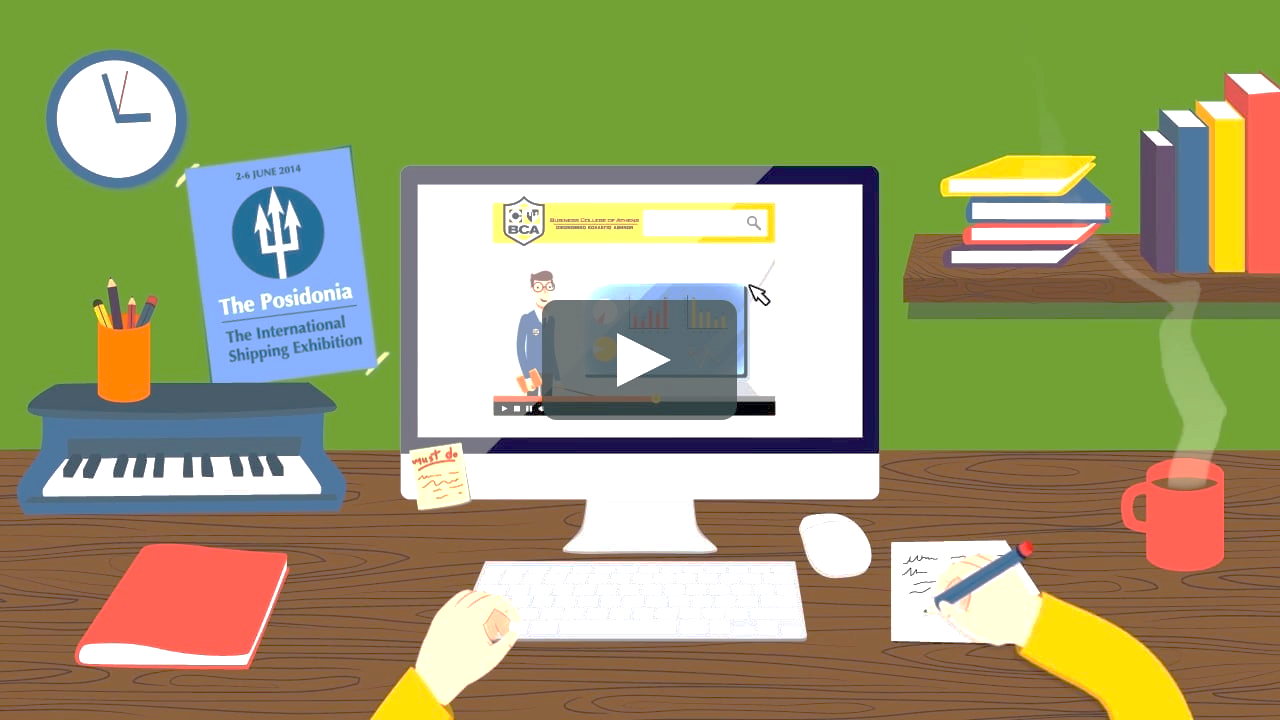 2-6 JUNE 2014
The Posidonia
The International
Shipping Exhibition
BCA
BUSINESS COLLEGE OF ATHENS
must do